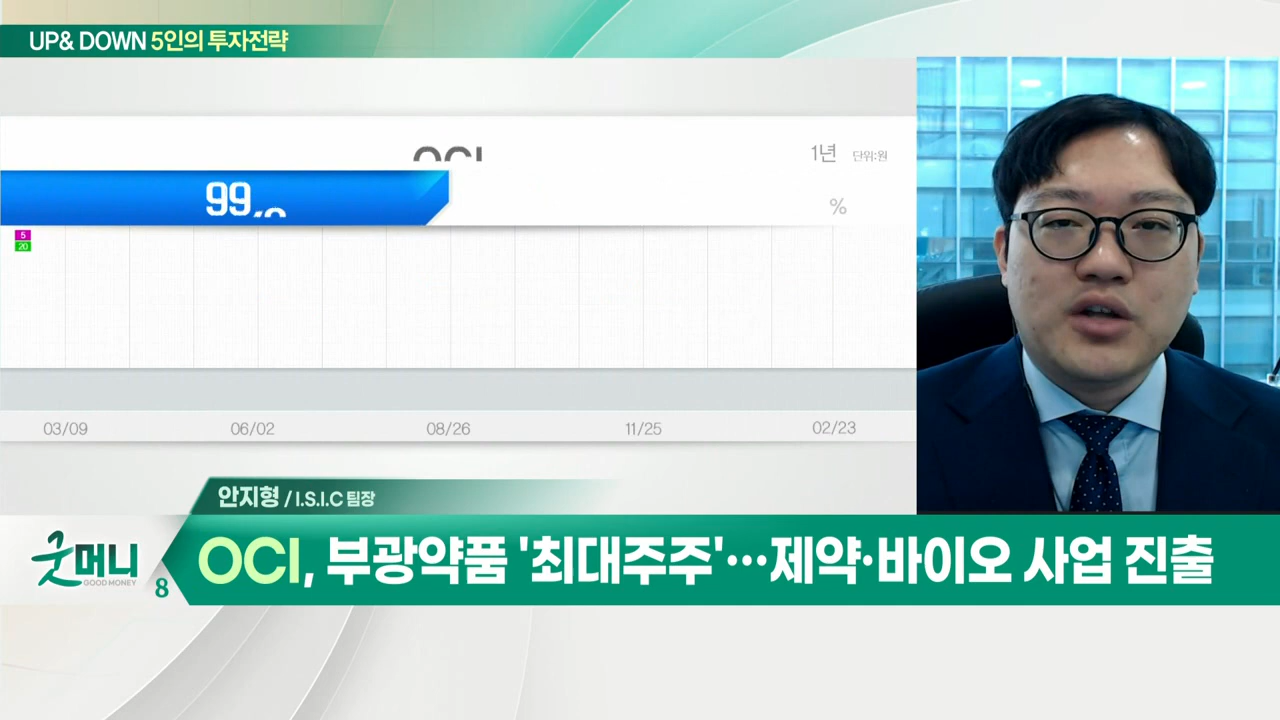 UP& DOWN 5인의 투자전략
OCI
1년 단위:원
99
%
5
20
03/09 06/02 08/26 11/25 02/23
안지형 / I.S.I.C 팀장
굿머니
GOOD MONEY
8
OCI, 부광약품 '최대주주'…제약·바이오 사업 진출